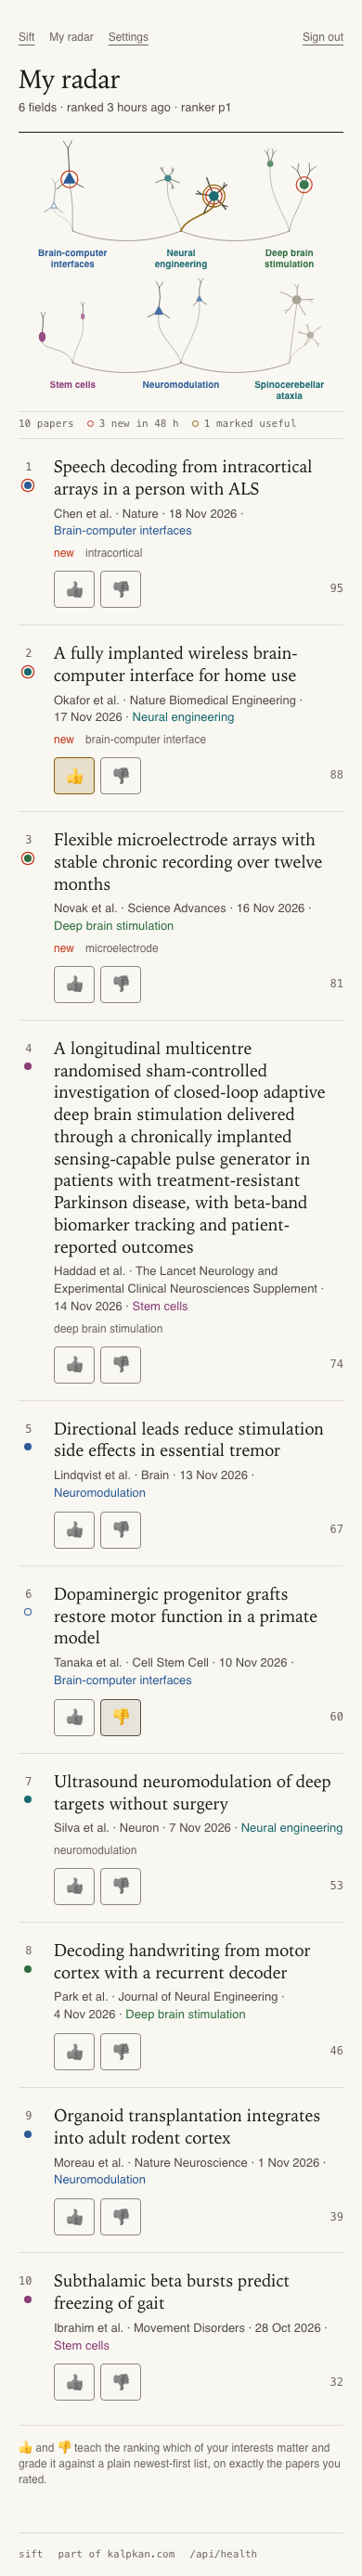 Sift My radar Settings Sign out
My radar
6 fields · ranked 3 hours ago · ranker p1
Brain-computer interfaces
Neural engineering
Deep brain stimulation
Stem cells
Neuromodulation
Spinocerebellar ataxia
10 papers 3 new in 48 h 1 marked useful
1
Speech decoding from intracortical
arrays in a person with ALS
Chen et al. · Nature · 18 Nov 2026 ·
Brain-computer interfaces
new intracortical
95
2
A fully implanted wireless brain-
computer interface for home use
Okafor et al. · Nature Biomedical Engineering ·
17 Nov 2026 · Neural engineering
new brain-computer interface
88
3
Flexible microelectrode arrays with
stable chronic recording over twelve
months
Novak et al. · Science Advances · 16 Nov 2026 ·
Deep brain stimulation
new microelectrode
81
4
A longitudinal multicentre
randomised sham-controlled
investigation of closed-loop adaptive
deep brain stimulation delivered
through a chronically implanted
sensing-capable pulse generator in
patients with treatment-resistant
Parkinson disease, with beta-band
biomarker tracking and patient-
reported outcomes
Haddad et al. · The Lancet Neurology and
Experimental Clinical Neurosciences Supplement ·
14 Nov 2026 · Stem cells
deep brain stimulation
74
5
Directional leads reduce stimulation
side effects in essential tremor
Lindqvist et al. · Brain · 13 Nov 2026 ·
Neuromodulation
67
6
Dopaminergic progenitor grafts
restore motor function in a primate
model
Tanaka et al. · Cell Stem Cell · 10 Nov 2026 ·
Brain-computer interfaces
60
7
Ultrasound neuromodulation of deep
targets without surgery
Silva et al. · Neuron · 7 Nov 2026 · Neural engineering
neuromodulation
53
8
Decoding handwriting from motor
cortex with a recurrent decoder
Park et al. · Journal of Neural Engineering ·
4 Nov 2026 · Deep brain stimulation
46
9
Organoid transplantation integrates
into adult rodent cortex
Moreau et al. · Nature Neuroscience · 1 Nov 2026 ·
Neuromodulation
39
10
Subthalamic beta bursts predict
freezing of gait
Ibrahim et al. · Movement Disorders · 28 Oct 2026 ·
Stem cells
32
👍 and 👎 teach the ranking which of your interests matter and
grade it against a plain newest-first list, on exactly the papers you
rated.
sift part of kalpkan.com /api/health